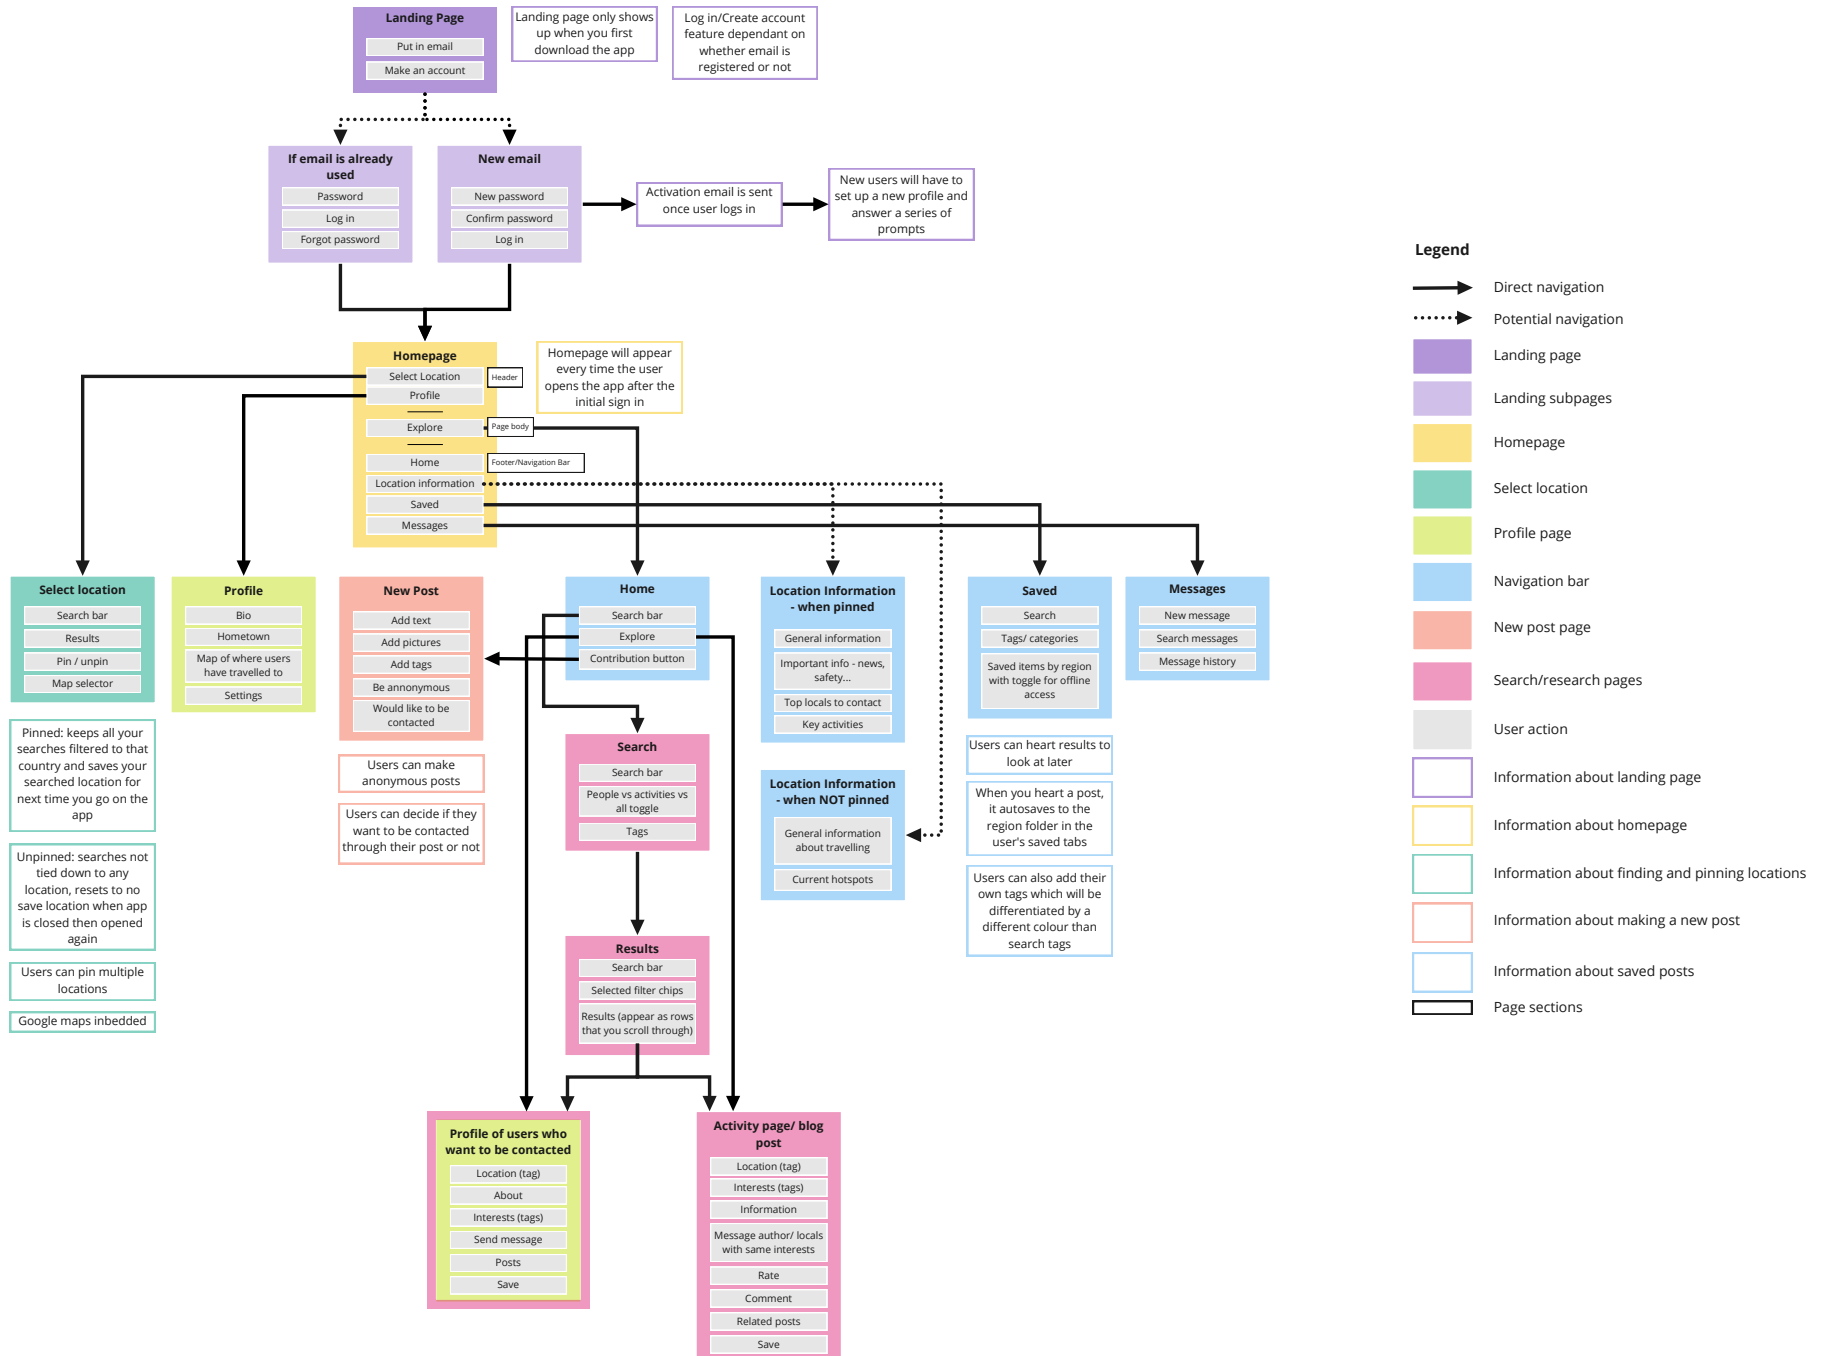 Landing Page
Put in email
Make an account
Landing page only shows
up when you first
download the app
Log in/Create account
feature dependant on
whether email is
registered or not
If email is already
used
Password
Log in
Forgot password
New email
New password
Confirm password
Log in
Activation email is sent
once user logs in
New users will have to
set up a new profile and
answer a series of
prompts
Homepage
Select Location
Header
Profile
Explore
Page body
Home
Footer/Navigation Bar
Location information
Saved
Messages
Homepage will appear
every time the user
opens the app after the
initial sign in
Select location
Search bar
Results
Pin / unpin
Map selector
Pinned: keeps all your
searches filtered to that
country and saves your
searched location for
next time you go on the
app
Unpinned: searches not
tied down to any
location, resets to no
save location when app
is closed then opened
again
Users can pin multiple
locations
Google maps inbedded
Profile
Bio
Hometown
Map of where users
have travelled to
Settings
New Post
Add text
Add pictures
Add tags
Be annonymous
Would like to be
contacted
Users can make
anonymous posts
Users can decide if they
want to be contacted
through their post or not
Home
Search bar
Explore
Contribution button
Search
Search bar
People vs activities vs
all toggle
Tags
Results
Search bar
Selected filter chips
Results (appear as rows
that you scroll through)
Profile of users who
want to be contacted
Location (tag)
About
Interests (tags)
Send message
Posts
Save
Activity page/ blog
post
Location (tag)
Interests (tags)
Information
Message author/ locals
with same interests
Rate
Comment
Related posts
Save
Location Information
- when pinned
General information
Important info - news,
safety...
Top locals to contact
Key activities
Location Information
- when NOT pinned
General information
about travelling
Current hotspots
Saved
Search
Tags/ categories
Saved items by region
with toggle for offline
access
Users can heart results to
look at later
When you heart a post,
it autosaves to the
region folder in the
user's saved tabs
Users can also add their
own tags which will be
differentiated by a
different colour than
search tags
Messages
New message
Search messages
Message history
Legend
Direct navigation
Potential navigation
Landing page
Landing subpages
Homepage
Select location
Profile page
Navigation bar
New post page
Search/research pages
User action
Information about landing page
Information about homepage
Information about finding and pinning locations
Information about making a new post
Information about saved posts
Page sections